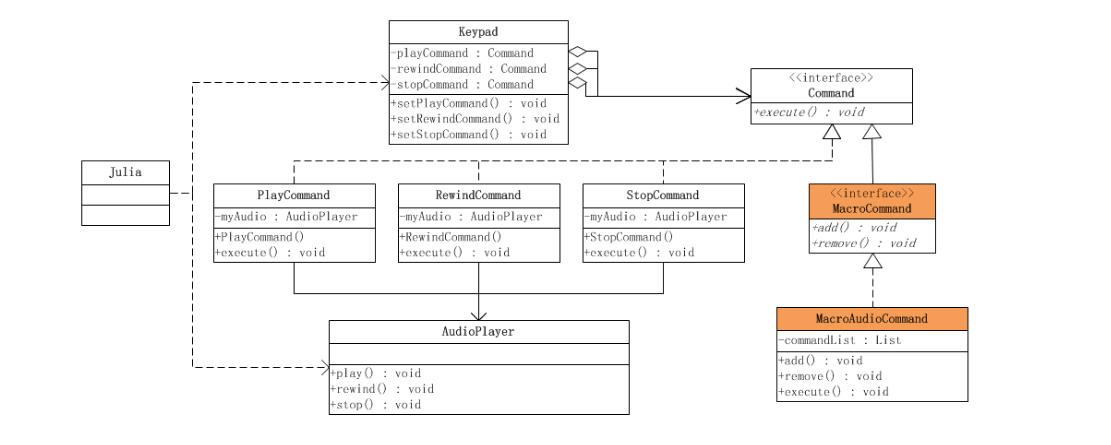 Keypad
-playCommand : Command
-rewindCommand : Command
-stopCommand : Command
+setPlayCommand() : void
+setRewindCommand() : void
+setStopCommand() : void
<<interface>>
Command
+execute() : void
Julia
PlayCommand
-myAudio : AudioPlayer
+PlayCommand()
+execute() : void
RewindCommand
-myAudio : AudioPlayer
+RewindCommand()
+execute() : void
StopCommand
-myAudio : AudioPlayer
+StopCommand()
+execute() : void
<<interface>>
MacroCommand
+add() : void
+remove() : void
AudioPlayer
+play() : void
+rewind() : void
+stop() : void
MacroAudioCommand
-commandList : List
+add() : void
+remove() : void
+execute() : void